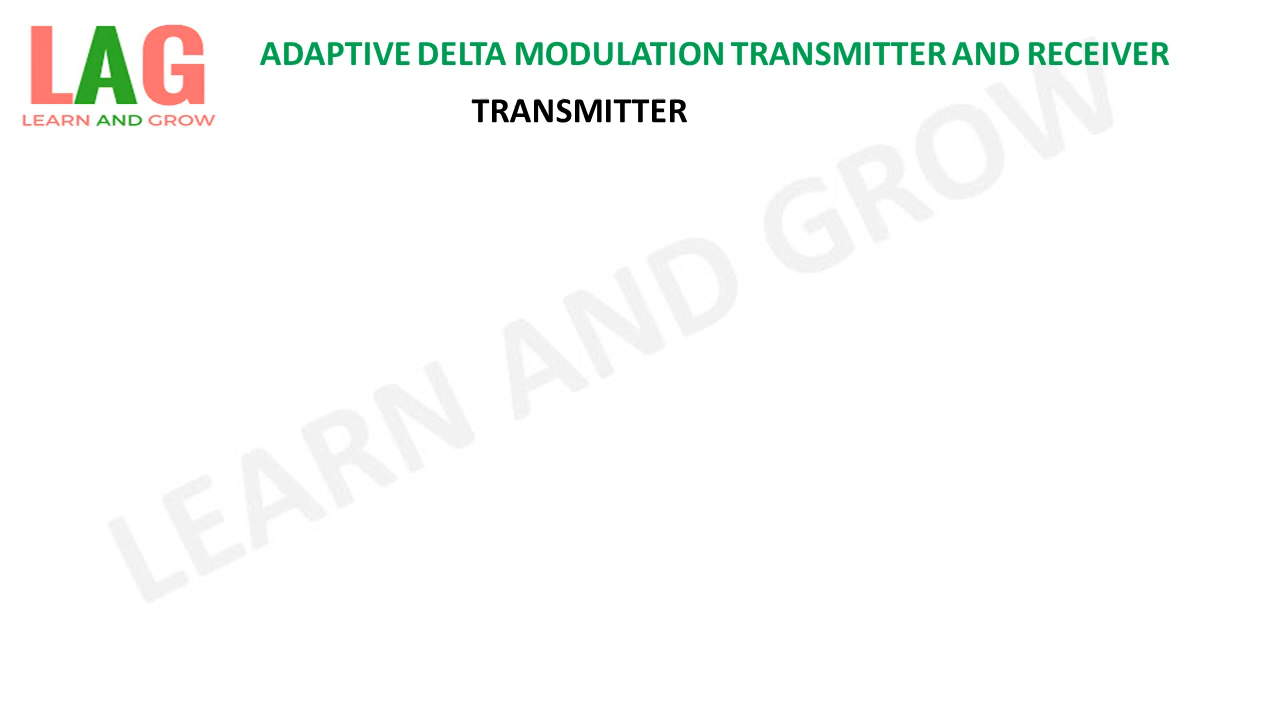 LAG
LEARN AND GROW
ADAPTIVE DELTA MODULATION TRANSMITTER AND RECEIVER
TRANSMITTER
LEARN AND GROW